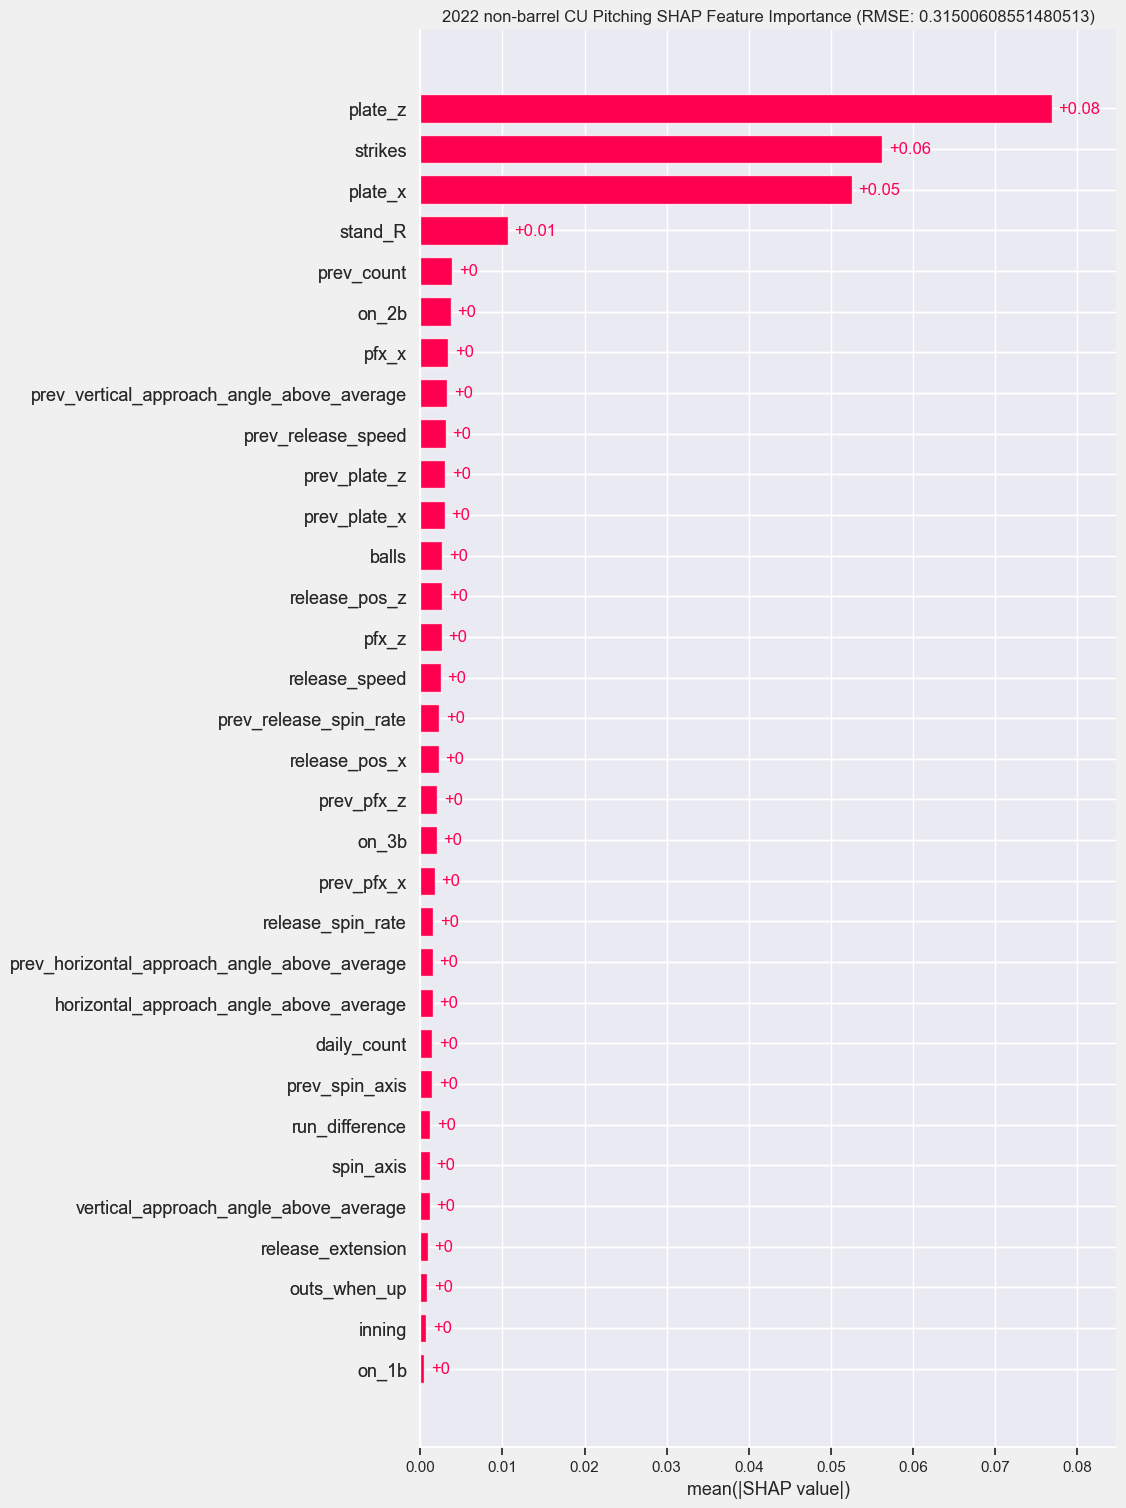 2022 non-barrel CU Pitching SHAP Feature Importance (RMSE: 0.31500608551480513)
plate_z +0.08
strikes +0.06
plate_x +0.05
stand_R +0.01
prev_count +0
on_2b +0
pfx_x +0
prev_vertical_approach_angle_above_average +0
prev_release_speed +0
prev_plate_z +0
prev_plate_x +0
balls +0
release_pos_z +0
pfx_z +0
release_speed +0
prev_release_spin_rate +0
release_pos_x +0
prev_pfx_z +0
on_3b +0
prev_pfx_x +0
release_spin_rate +0
prev_horizontal_approach_angle_above_average +0
horizontal_approach_angle_above_average +0
daily_count +0
prev_spin_axis +0
run_difference +0
spin_axis +0
vertical_approach_angle_above_average +0
release_extension +0
outs_when_up +0
inning +0
on_1b +0
0.00 0.01 0.02 0.03 0.04 0.05 0.06 0.07 0.08
mean(|SHAP value|)